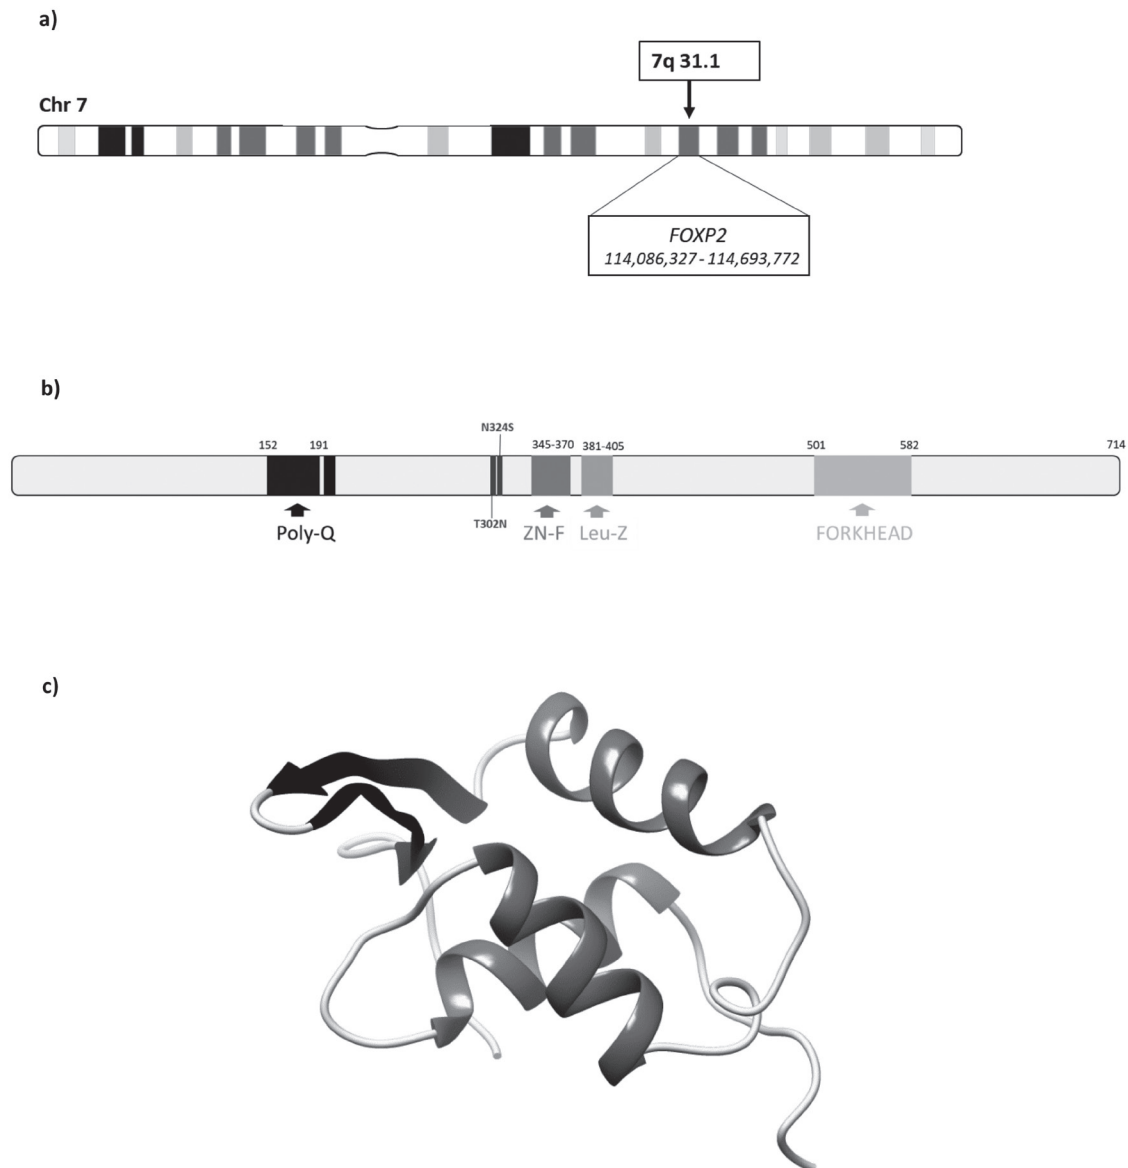 a)
7q 31.1
Chr 7
FOXP2
114,086,327 - 114,693,772
b)
N324S
152 191 345-370 381-405 501 582 714
T302N
Poly-Q ZN-F Leu-Z FORKHEAD
c)